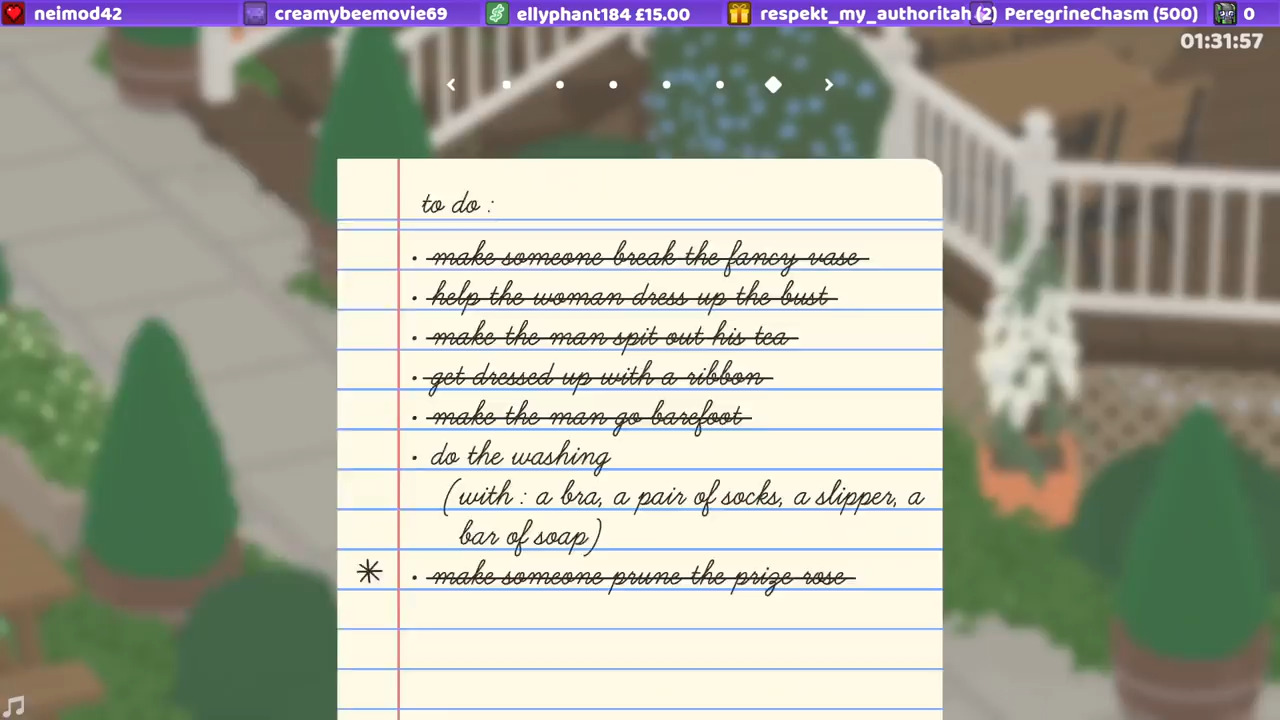 neimod42 creamybeemovie69 ellyphant184 £15.00 respekt_my_authoritah (2) PeregrineChasm (500) 0
01:31:57
to do :
• make someone break the fancy vase
• help the woman dress up the bust
• make the man spit out his tea
• get dressed up with a ribbon
• make the man go barefoot
• do the washing
(with : a bra, a pair of socks, a slipper, a
bar of soap)
• make someone prune the prize rose